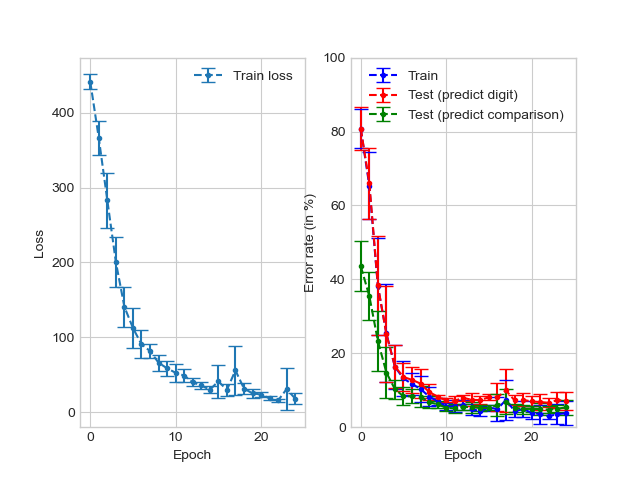 Train loss
Loss
400
300
200
100
0
0
10
20
Epoch
Train
Test (predict digit)
Test (predict comparison)
Error rate (in %)
100
80
60
40
20
0
0
10
20
Epoch